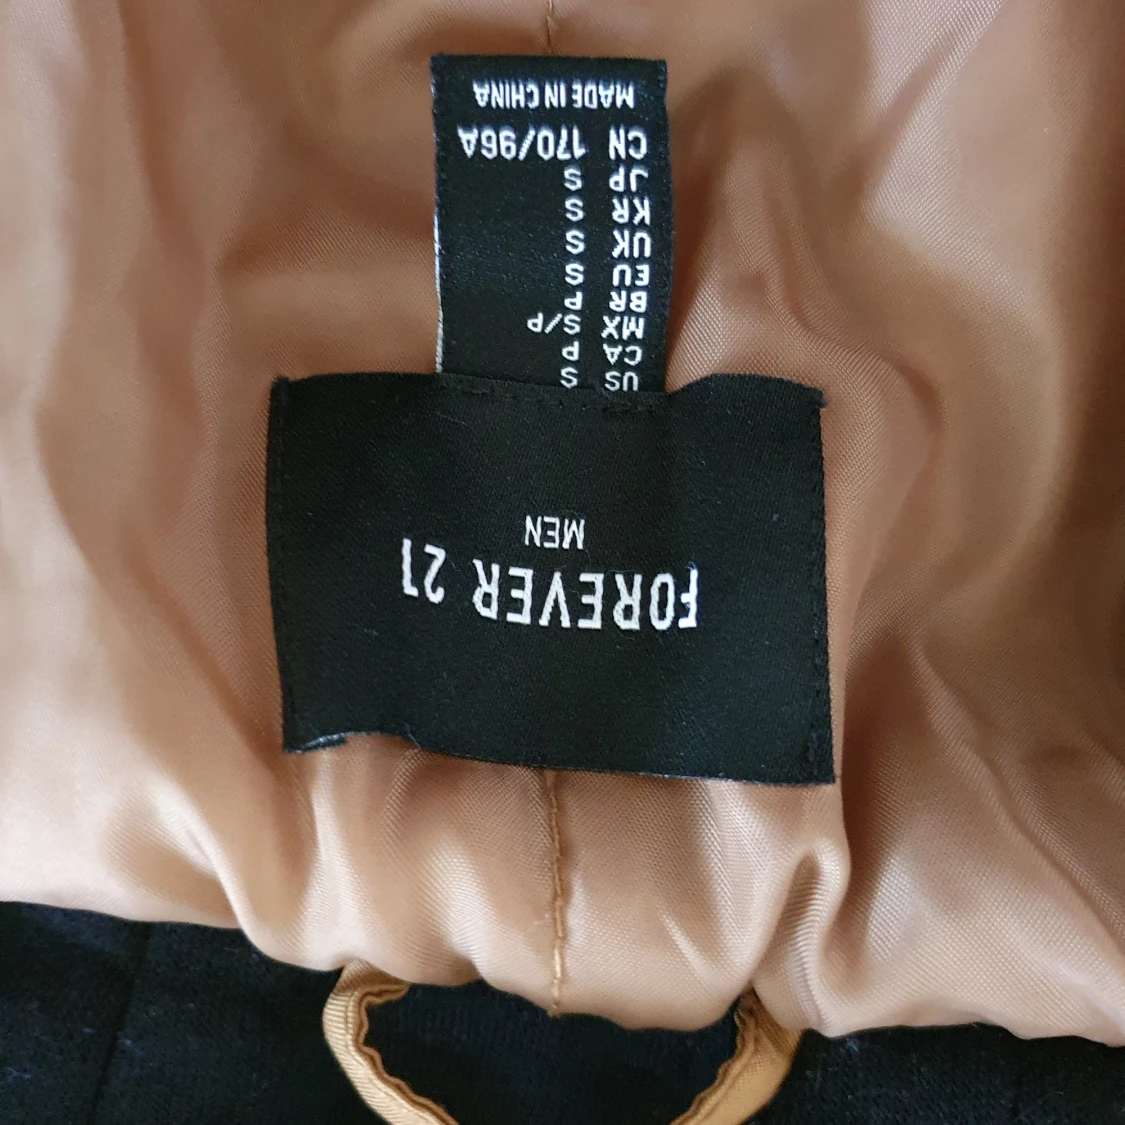 FOREVER 21
MEN
US S
CA P
MX S/P
BR P
EU S
UK S
KR S
JP S
CN 170/96A
MADE IN CHINA